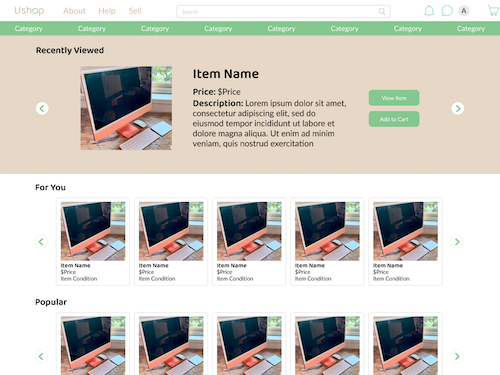 Ushop About Help Sell Search A
Category Category Category Category Category Category Category Category
Recently Viewed
Item Name
Price: $Price
Description: Lorem ipsum dolor sit amet,
consectetur adipiscing elit, sed do
eiusmod tempor incididunt ut labore et
dolore magna aliqua. Ut enim ad minim
veniam, quis nostrud exercitation
View Item
Add to Cart
For You
Item Name Item Name Item Name Item Name Item Name
$Price $Price $Price $Price $Price
Item Condition Item Condition Item Condition Item Condition Item Condition
Popular